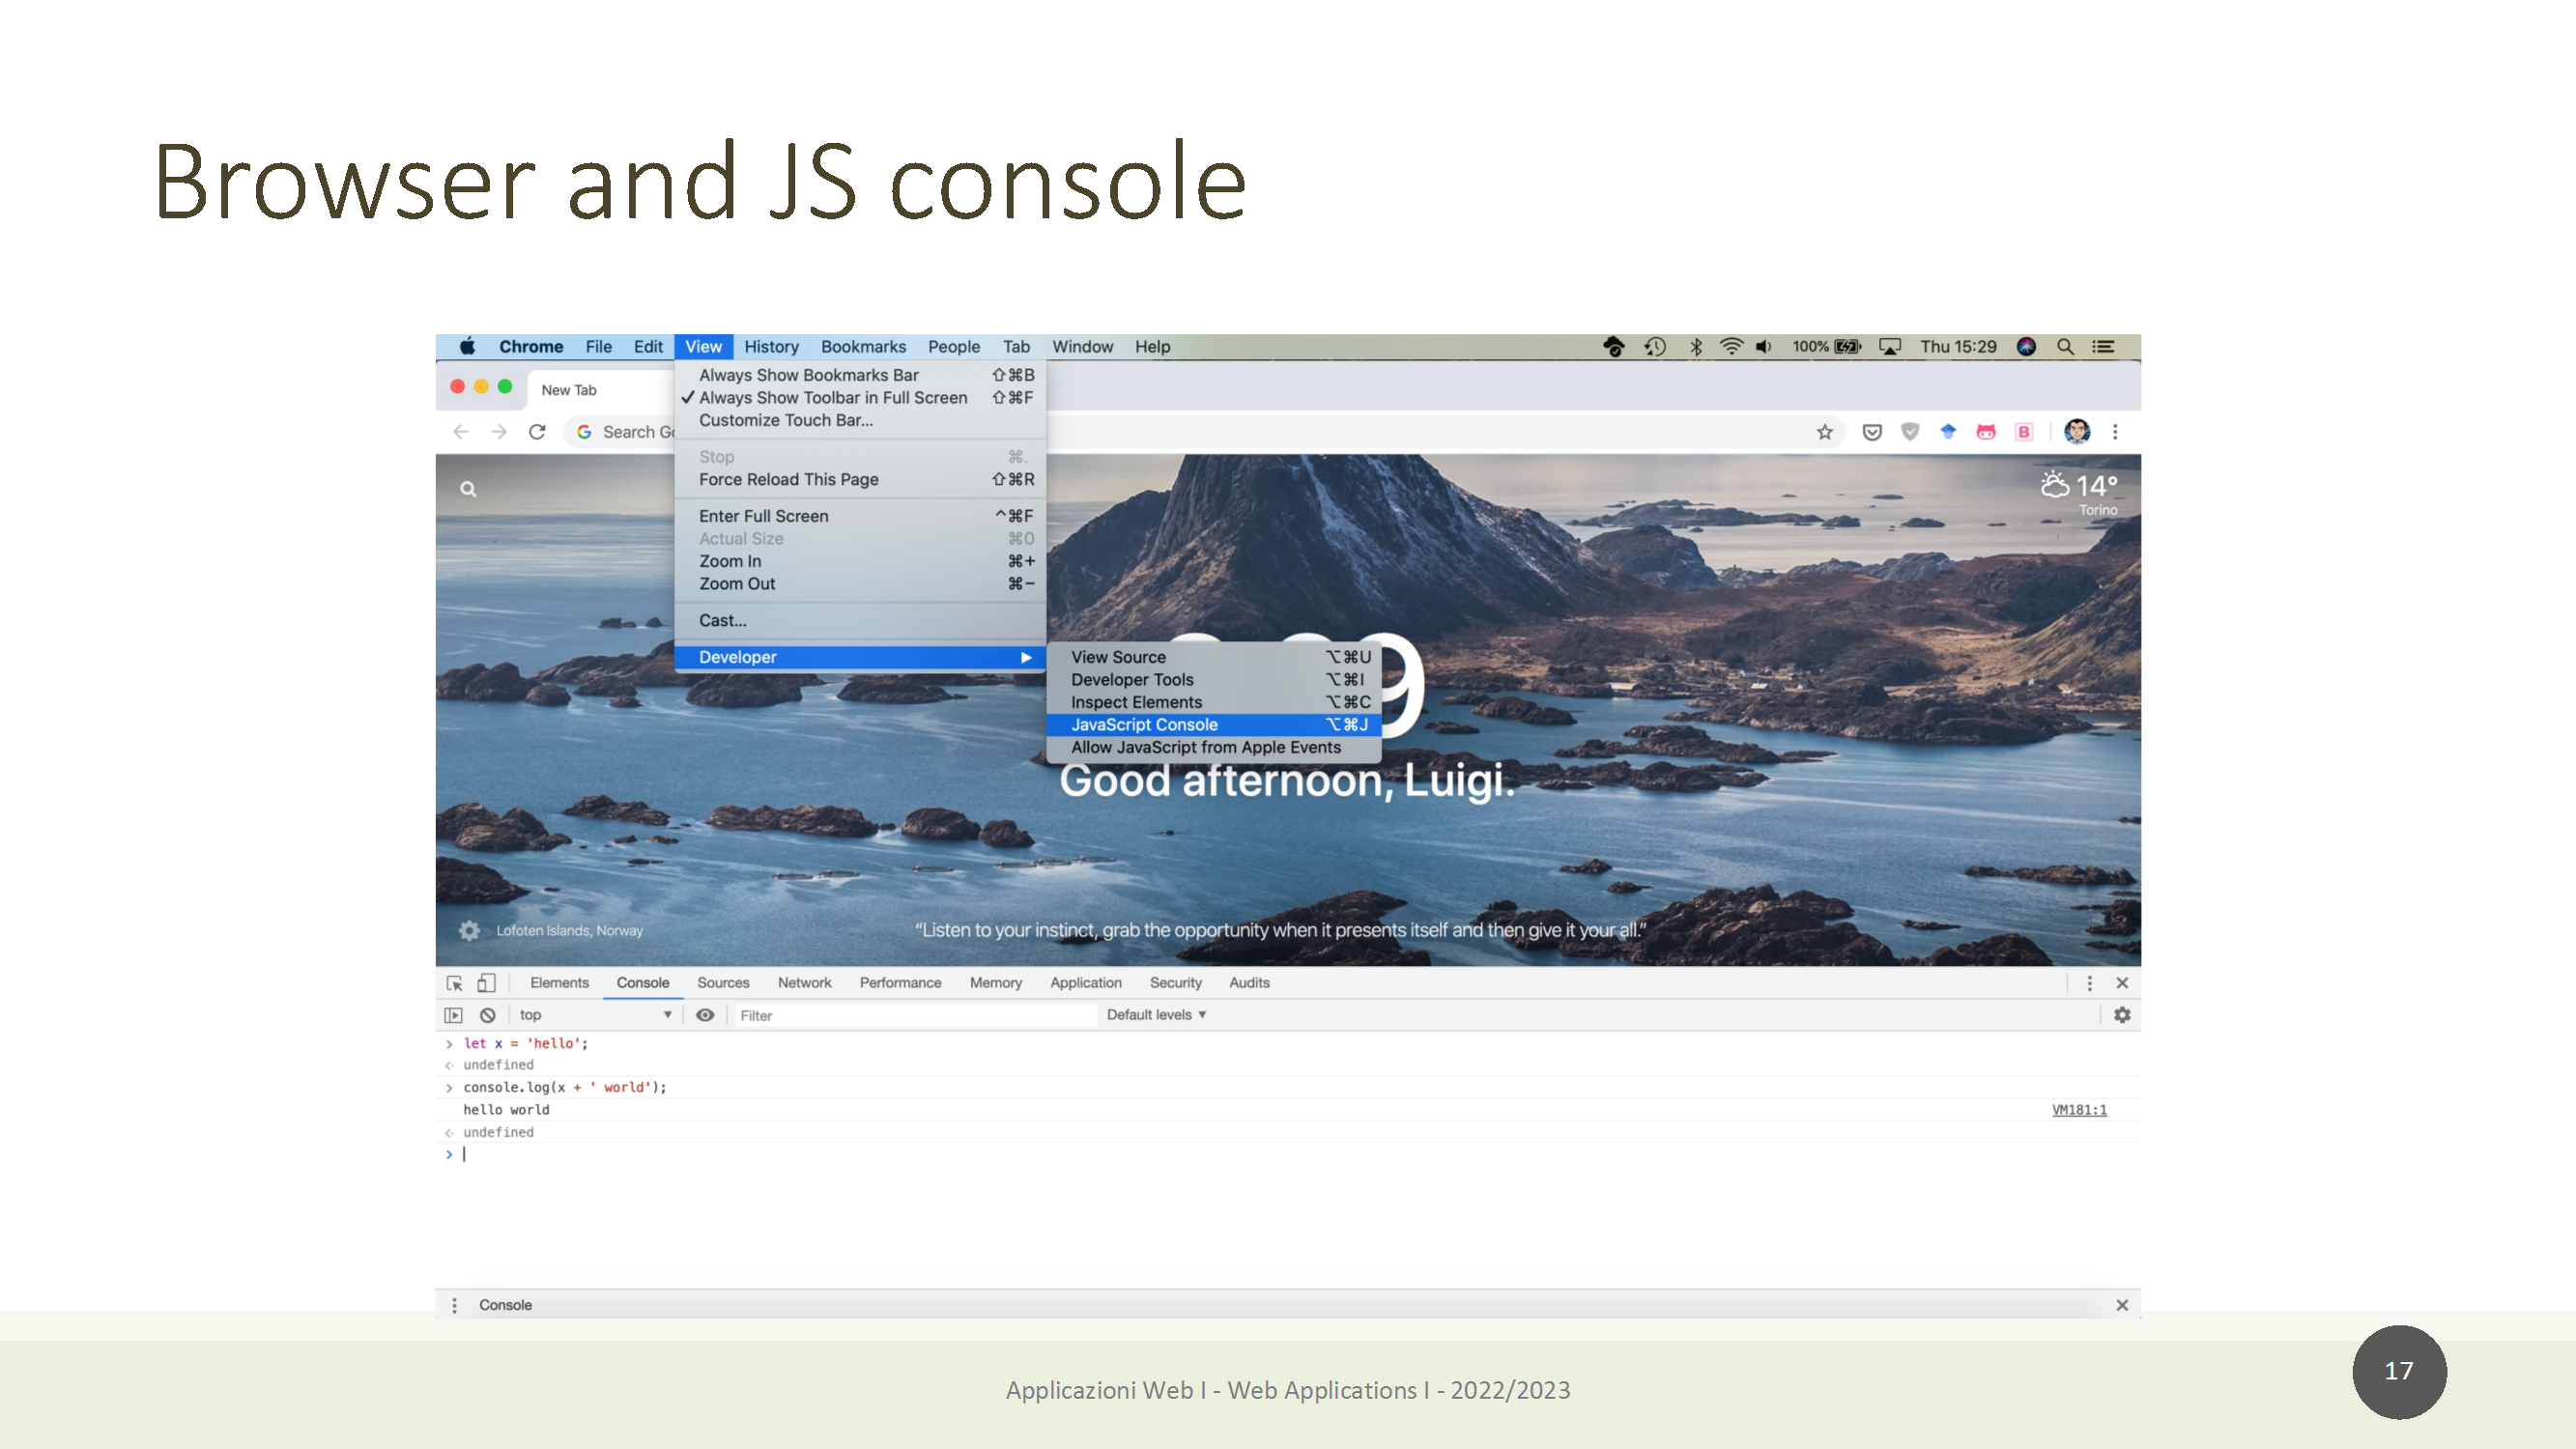 Browser and JS console
Chrome File Edit View History Bookmarks People Tab Window Help 100% Thu 15:29
New Tab
Always Show Bookmarks Bar ⇧⌘B
✓ Always Show Toolbar in Full Screen ⇧⌘F
Customize Touch Bar...
Search Go
B
Stop ⌘.
Force Reload This Page ⇧⌘R
14°
Torino
Enter Full Screen ^⌘F
Actual Size ⌘0
Zoom In ⌘+
Zoom Out ⌘−
Cast...
Developer ▶
View Source ⌥⌘U
Developer Tools ⌥⌘I
Inspect Elements ⌥⌘C
JavaScript Console ⌥⌘J
Allow JavaScript from Apple Events
9
Good afternoon, Luigi.
Lofoten Islands, Norway
“Listen to your instinct, grab the opportunity when it presents itself and then give it your all.”
Elements Console Sources Network Performance Memory Application Security Audits
top ▼ Filter Default levels ▼
> let x = 'hello';
< undefined
> console.log(x + ' world');
hello world VM181:1
< undefined
>
Console
Applicazioni Web I - Web Applications I - 2022/2023
17